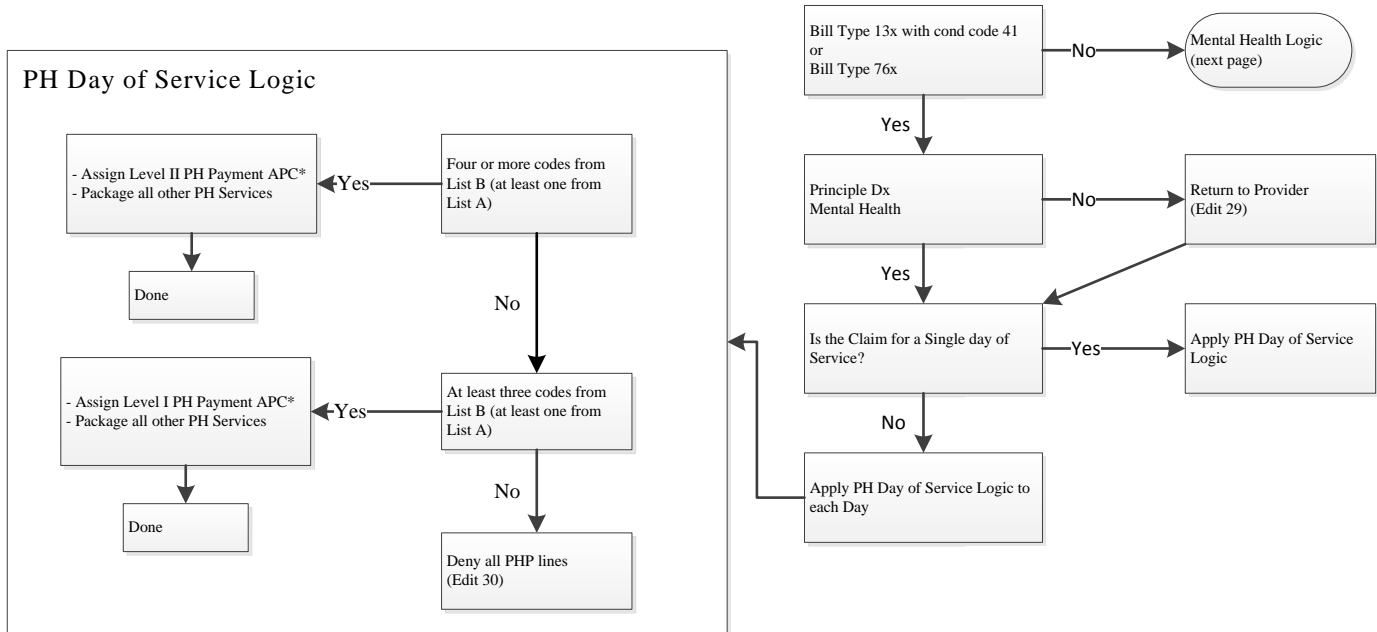 PH Day of Service Logic
- Assign Level II PH Payment APC*
- Package all other PH Services
Yes
Four or more codes from
List B (at least one from
List A)
Done
No
- Assign Level I PH Payment APC*
- Package all other PH Services
Yes
At least three codes from
List B (at least one from
List A)
Done
No
Deny all PHP lines
(Edit 30)
Bill Type 13x with cond code 41
or
Bill Type 76x
No
Mental Health Logic
(next page)
Yes
Principle Dx
Mental Health
No
Return to Provider
(Edit 29)
Yes
Is the Claim for a Single day of
Service?
Yes
Apply PH Day of Service
Logic
No
Apply PH Day of Service Logic to
each Day